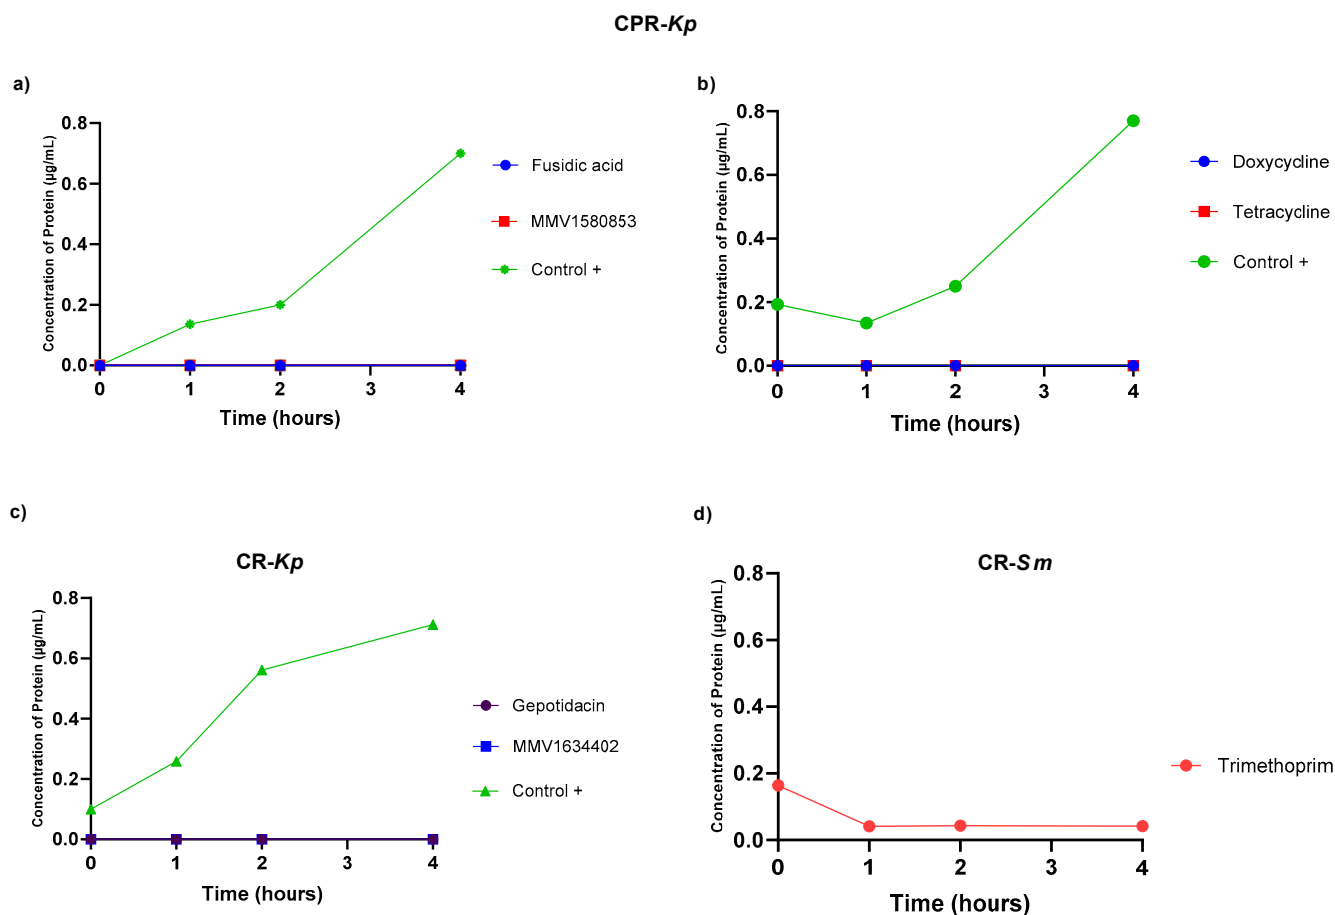 CPR-Kp
a)
Concentration of Protein (µg/mL)
0.8
0.6
0.4
0.2
0.0
0 1 2 3 4
Time (hours)
Fusidic acid
MMV1580853
Control +
b)
Concentration of Protein (µg/mL)
0.8
0.6
0.4
0.2
0.0
0 1 2 3 4
Time (hours)
Doxycycline
Tetracycline
Control +
c)
CR-Kp
Concentration of Protein (µg/mL)
0.8
0.6
0.4
0.2
0.0
0 1 2 3 4
Time (hours)
Gepotidacin
MMV1634402
Control +
d)
CR-Sm
Concentration of Protein (µg/mL)
0.8
0.6
0.4
0.2
0.0
0 1 2 3 4
Time (hours)
Trimethoprim